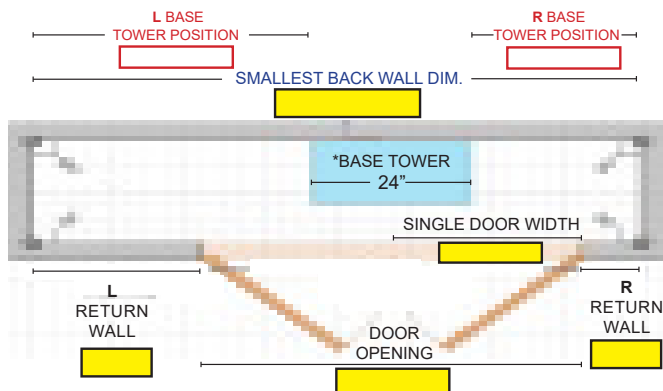 L BASE
TOWER POSITION
R BASE
TOWER POSITION
SMALLEST BACK WALL DIM.
*BASE TOWER
24”
SINGLE DOOR WIDTH
L
RETURN
WALL
DOOR
OPENING
R
RETURN
WALL